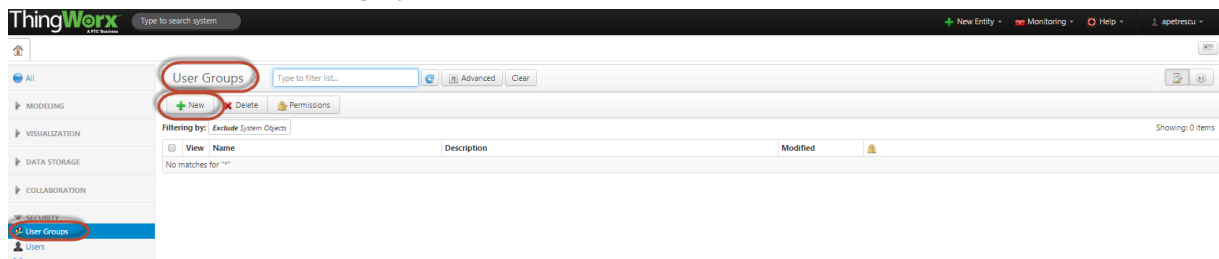 ThingWorx
A PTC Business
Type to search system
New Entity
Monitoring
Help
apetrescu
All
User Groups
Type to filter list...
Advanced
Clear
MODELING
New
Delete
Permissions
VISUALIZATION
Filtering by: Exclude System Objects
Showing: 0 items
View Name Description Modified
DATA STORAGE
No matches for "*"
COLLABORATION
SECURITY
User Groups
Users